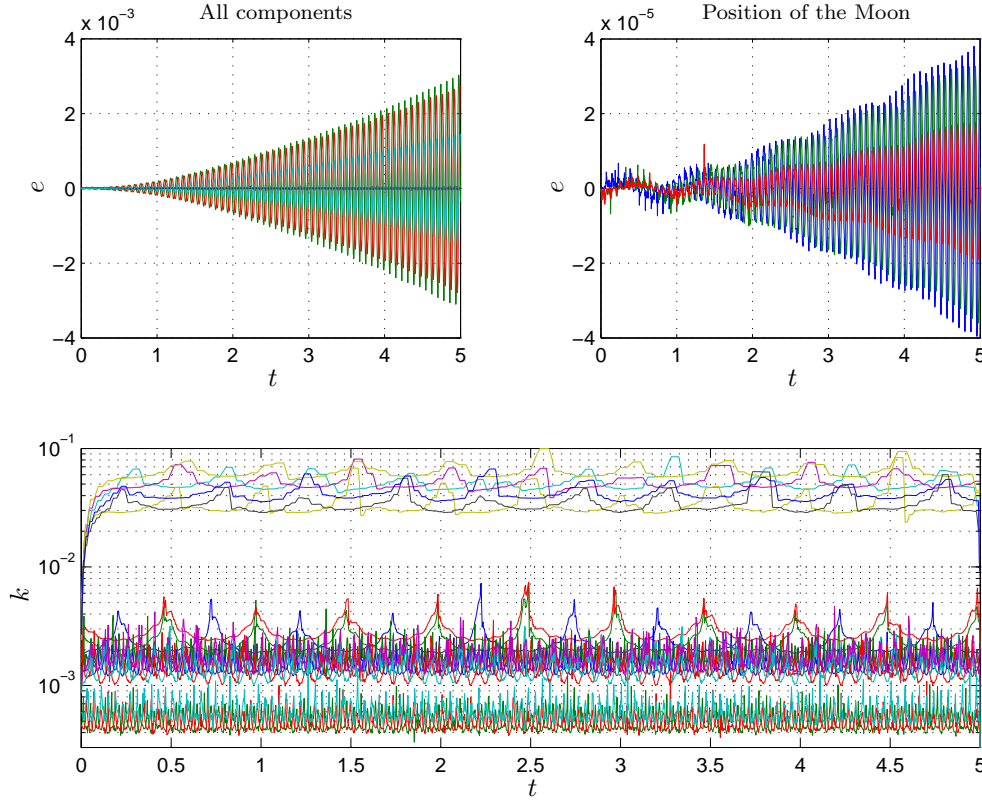 All components
x 10⁻³
4
2
0
−2
−4
e
0 1 2 3 4 5
t
Position of the Moon
x 10⁻⁵
4
2
0
−2
−4
e
0 1 2 3 4 5
t
10⁻¹
10⁻²
10⁻³
k
0 0.5 1 1.5 2 2.5 3 3.5 4 4.5 5
t